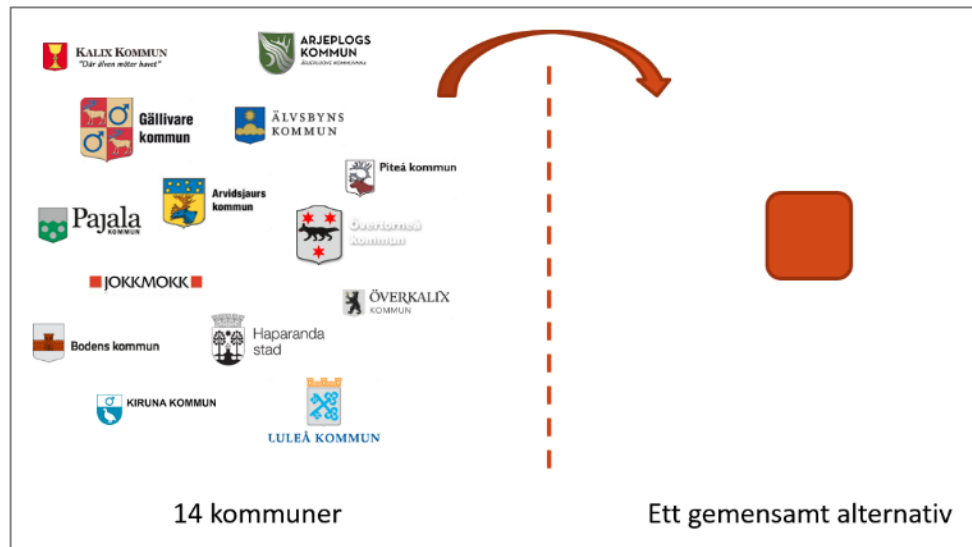 KALIX KOMMUN
"Där älven möter havet"
ARJEPLOGS
KOMMUN
Gällivare
kommun
ÄLVSBYNS
KOMMUN
Piteå kommun
Arvidsjaurs
kommun
Pajala
KOMMUN
Övertorneå
kommun
JOKKMOKK
ÖVERKALIX
KOMMUN
Bodens kommun
Haparanda
stad
KIRUNA KOMMUN
LULEÅ KOMMUN
14 kommuner
Ett gemensamt alternativ